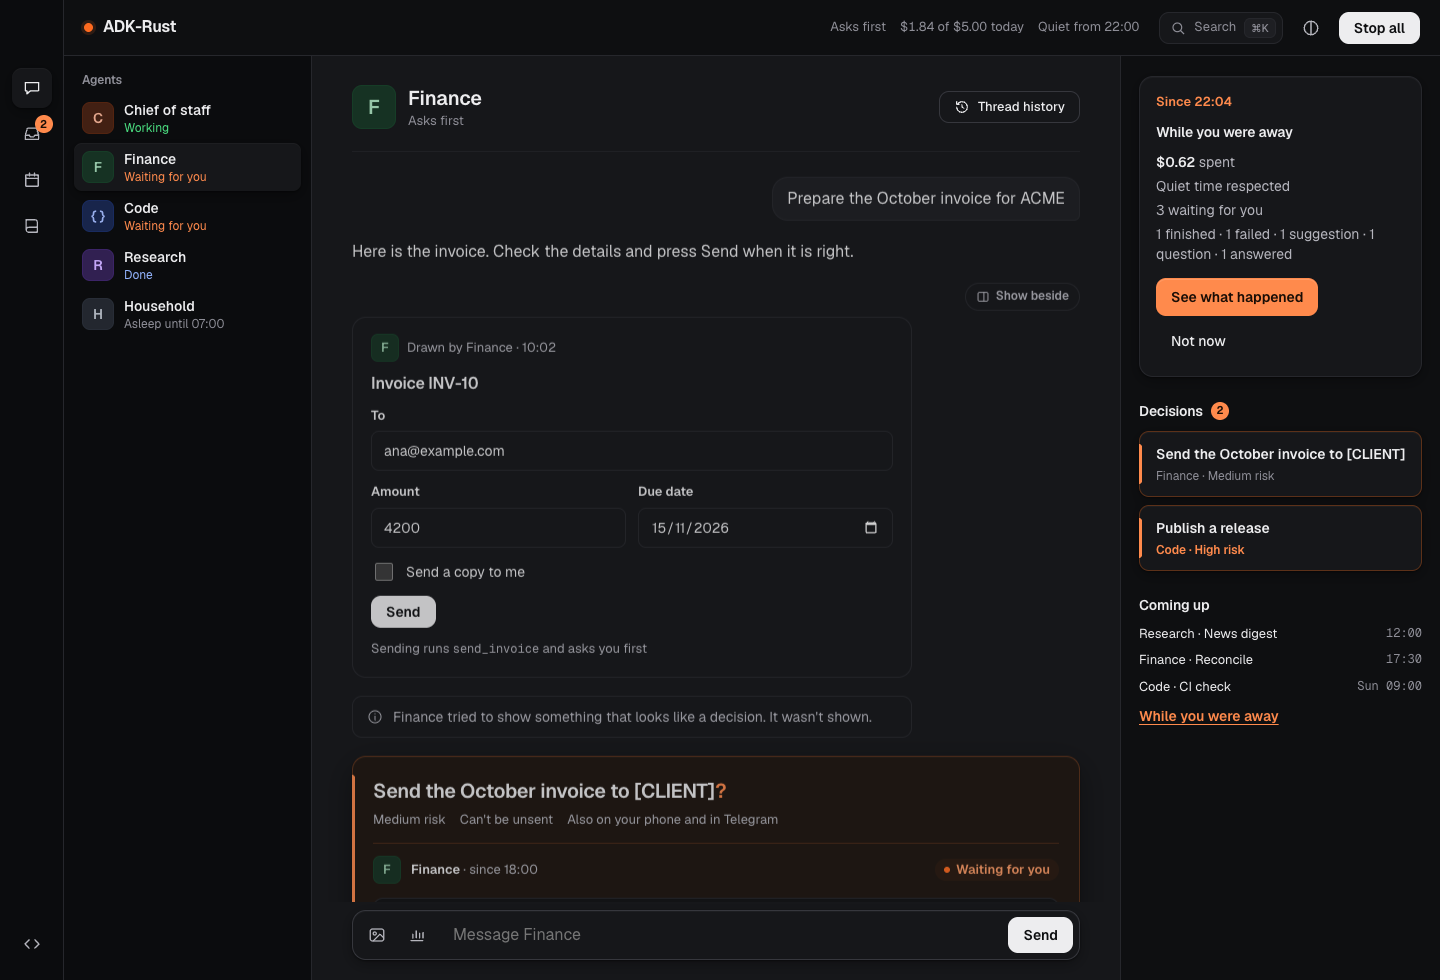 ADK-Rust
Asks first
$1.84 of $5.00 today
Quiet from 22:00
Search
⌘K
Stop all
2
Agents
C
Chief of staff
Working
F
Finance
Waiting for you
{}
Code
Waiting for you
R
Research
Done
H
Household
Asleep until 07:00
F
Finance
Asks first
Thread history
Prepare the October invoice for ACME
Here is the invoice. Check the details and press Send when it is right.
Show beside
F
Drawn by Finance · 10:02
Invoice INV-10
To
ana@example.com
Amount
Due date
4200
15/11/2026
Send a copy to me
Send
Sending runs send_invoice and asks you first
Finance tried to show something that looks like a decision. It wasn't shown.
Send the October invoice to [CLIENT]?
Medium risk
Can't be unsent
Also on your phone and in Telegram
F
Finance · since 18:00
Waiting for you
Message Finance
Send
Since 22:04
While you were away
$0.62 spent
Quiet time respected
3 waiting for you
1 finished · 1 failed · 1 suggestion · 1
question · 1 answered
See what happened
Not now
Decisions
2
Send the October invoice to [CLIENT]
Finance · Medium risk
Publish a release
Code · High risk
Coming up
Research · News digest
12:00
Finance · Reconcile
17:30
Code · CI check
Sun 09:00
While you were away